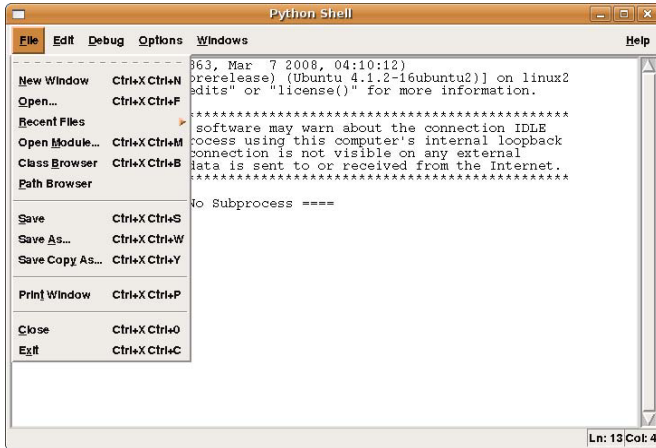 Python Shell
File Edit Debug Options Windows Help
363, Mar 7 2008, 04:10:12)
prerelease) (Ubuntu 4.1.2-16ubuntu2)] on linux2
edits" or "license()" for more information.
****************************************************
software may warn about the connection IDLE
rocess using this computer's internal loopback
connection is not visible on any external
data is sent to or received from the Internet.
****************************************************
No Subprocess ====
New Window Ctrl+X Ctrl+N
Open... Ctrl+X Ctrl+F
Recent Files
Open Module... Ctrl+X Ctrl+M
Class Browser Ctrl+X Ctrl+B
Path Browser
Save Ctrl+X Ctrl+S
Save As... Ctrl+X Ctrl+W
Save Copy As... Ctrl+X Ctrl+Y
Print Window Ctrl+X Ctrl+P
Close Ctrl+X Ctrl+0
Exit Ctrl+X Ctrl+C
Ln: 13 Col: 4